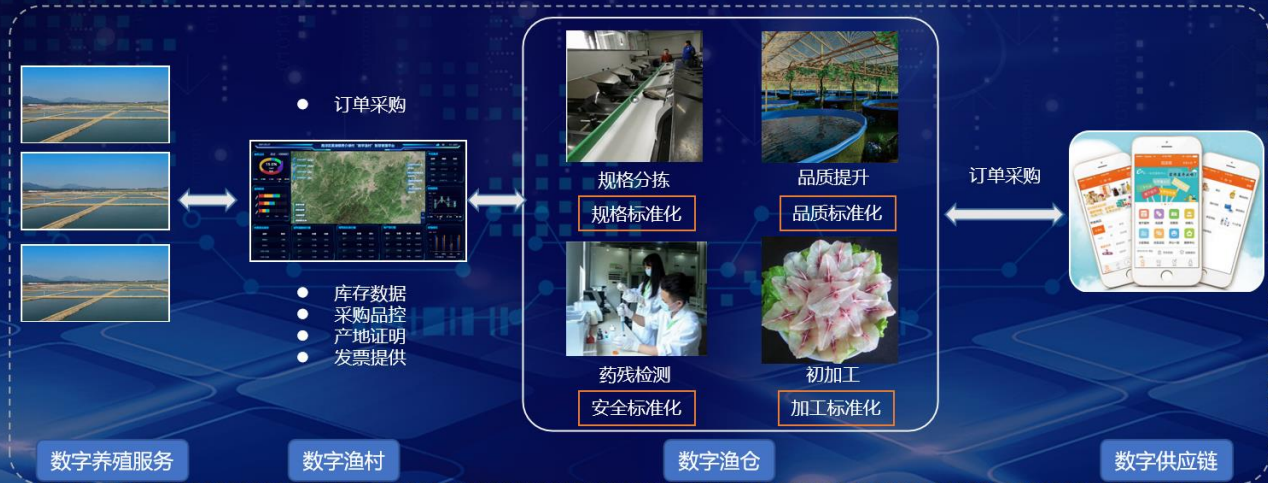 订单采购
库存数据
采购品控
产地证明
发票提供
规格分拣
规格标准化
品质提升
品质标准化
药残检测
安全标准化
初加工
加工标准化
订单采购
数字养殖服务
数字渔村
数字渔仓
数字供应链